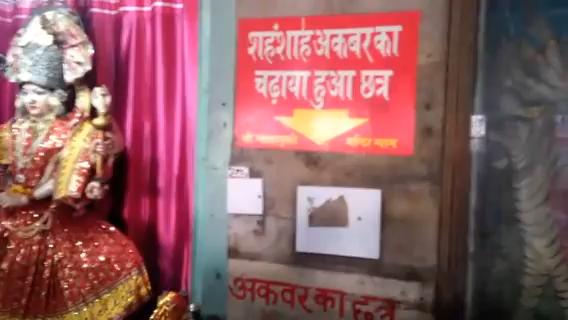 शहंशाह अकबर का
चढ़ाया हुआ छत्र
अकबर का छत्र